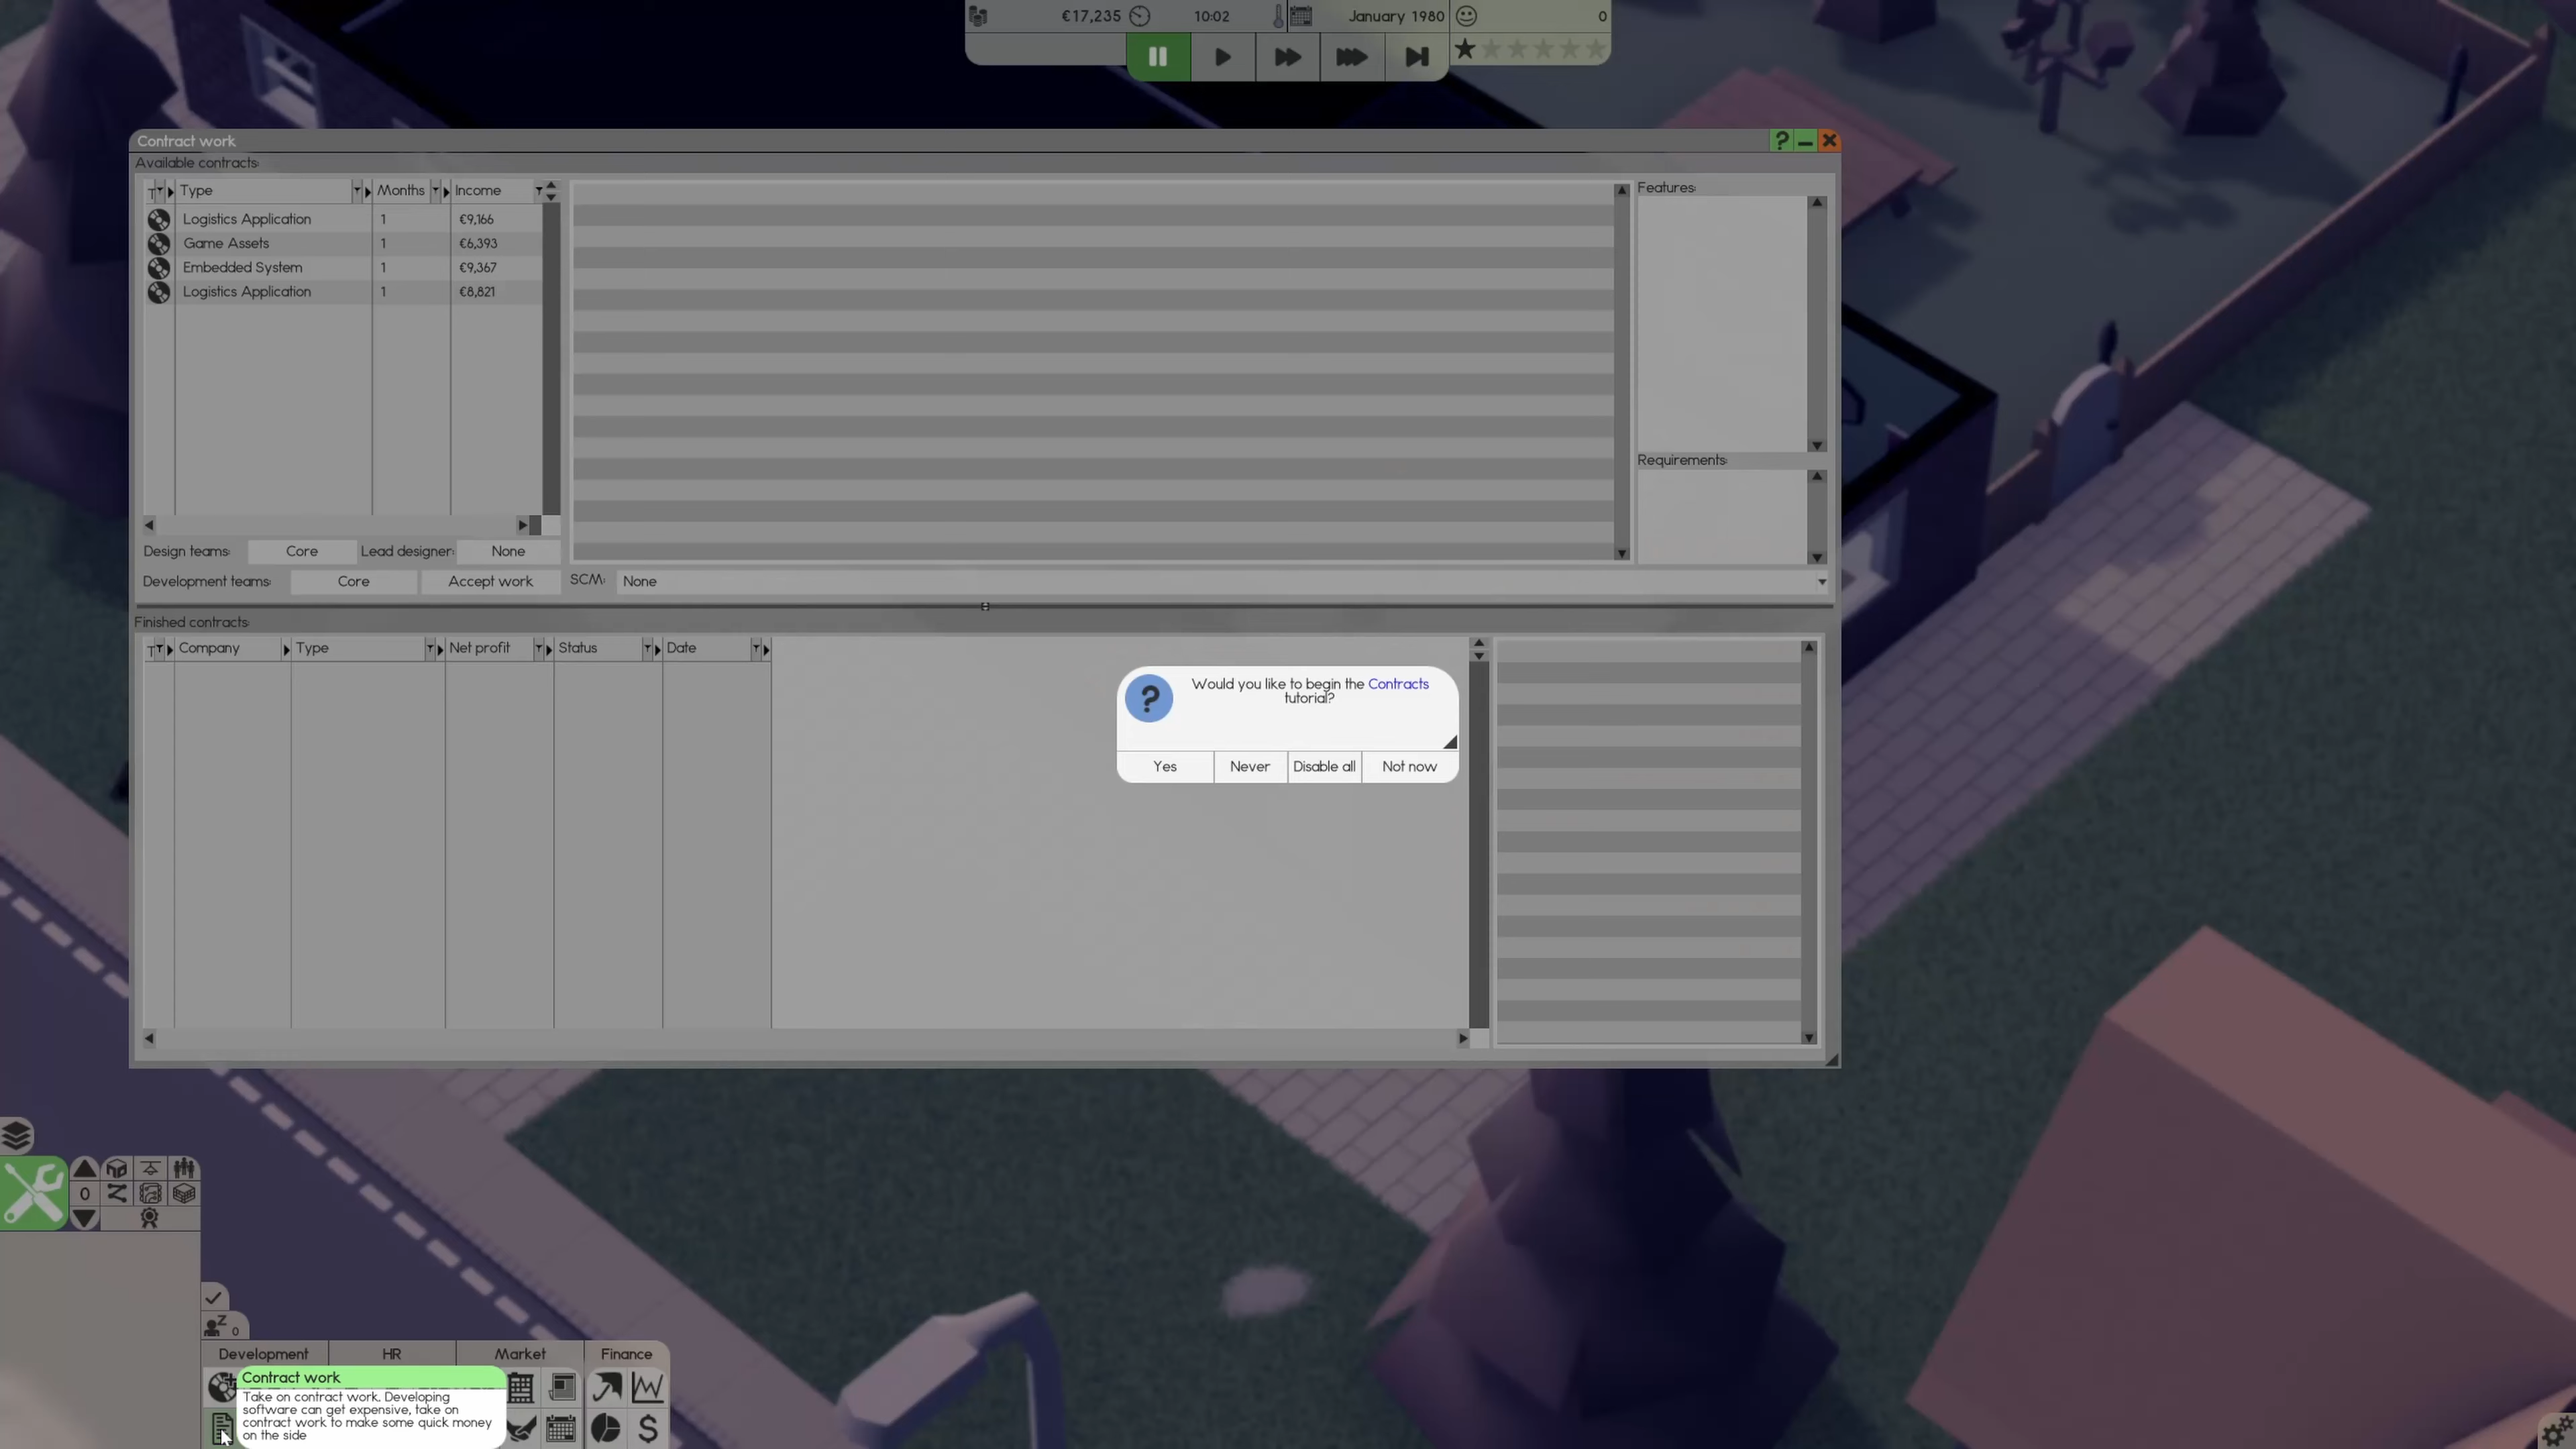 €17,235
10:02
January 1980
0
Contract work
?
Available contracts:
Type
Months
Income
Logistics Application 1 €9,166
Game Assets 1 €6,393
Embedded System 1 €9,367
Logistics Application 1 €8,821
Features:
Requirements:
Design teams: Core Lead designer: None
Development teams: Core Accept work SCM: None
Finished contracts:
Company Type Net profit Status Date
Would you like to begin the Contracts
tutorial?
Yes Never Disable all Not now
0
0
Development HR Market Finance
Contract work
Take on contract work. Developing
software can get expensive, take on
contract work to make some quick money
on the side